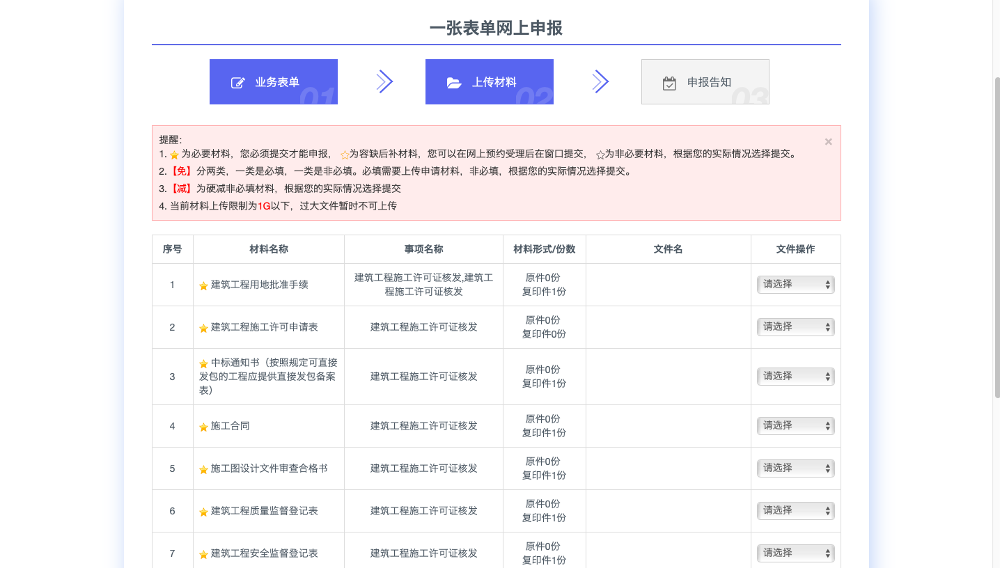 一张表单网上申报
业务表单
01
上传材料
02
申报告知
03
提醒：
×
1. 为必要材料，您必须提交才能申报， 为容缺后补材料，您可以在网上预约受理后在窗口提交， 为非必要材料，根据您的实际情况选择提交。
2.【免】分两类，一类是必填，一类是非必填。必填需要上传申请材料，非必填，根据您的实际情况选择提交。
3.【减】为硬减非必填材料，根据您的实际情况选择提交
4. 当前材料上传限制为1G以下，过大文件暂时不可上传
序号 材料名称 事项名称 材料形式/份数 文件名 文件操作
1
建筑工程用地批准手续
建筑工程施工许可证核发,建筑工
程施工许可证核发
原件0份
复印件1份
请选择
2
建筑工程施工许可申请表
建筑工程施工许可证核发
原件0份
复印件0份
请选择
3
中标通知书（按照规定可直接
发包的工程应提供直接发包备案
表）
建筑工程施工许可证核发
原件0份
复印件1份
请选择
4
施工合同
建筑工程施工许可证核发
原件0份
复印件1份
请选择
5
施工图设计文件审查合格书
建筑工程施工许可证核发
原件0份
复印件1份
请选择
6
建筑工程质量监督登记表
建筑工程施工许可证核发
原件0份
复印件1份
请选择
7
建筑工程安全监督登记表
建筑工程施工许可证核发
原件0份
复印件1份
请选择